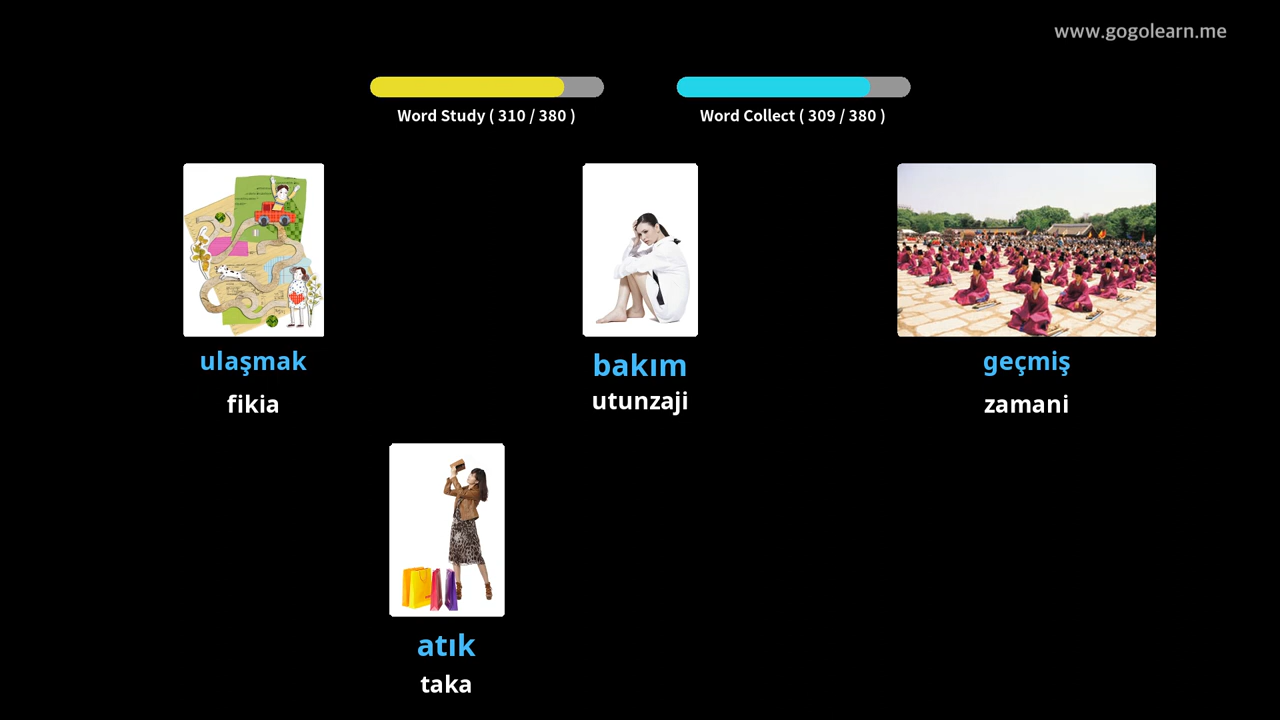 www.gogolearn.me
Word Study ( 310 / 380 )
Word Collect ( 309 / 380 )
ulaşmak
fikia
bakım
utunzaji
geçmiş
zamani
atık
taka